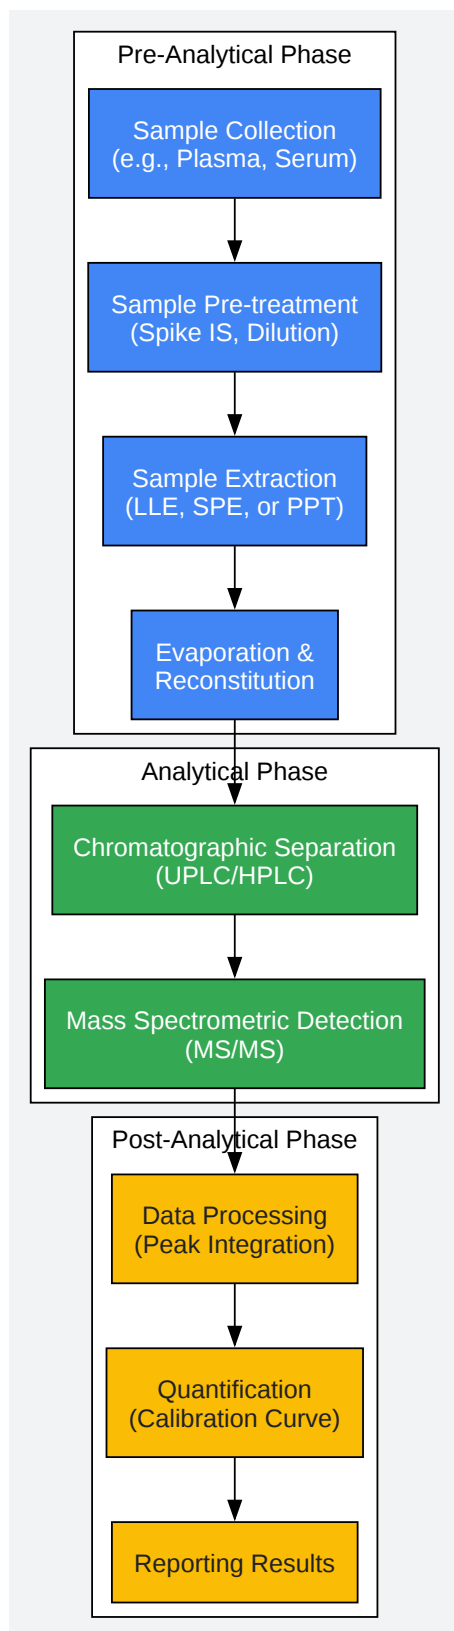 Pre-Analytical Phase
Sample Collection
(e.g., Plasma, Serum)
Sample Pre-treatment
(Spike IS, Dilution)
Sample Extraction
(LLE, SPE, or PPT)
Evaporation &
Reconstitution
Analytical Phase
Chromatographic Separation
(UPLC/HPLC)
Mass Spectrometric Detection
(MS/MS)
Post-Analytical Phase
Data Processing
(Peak Integration)
Quantification
(Calibration Curve)
Reporting Results